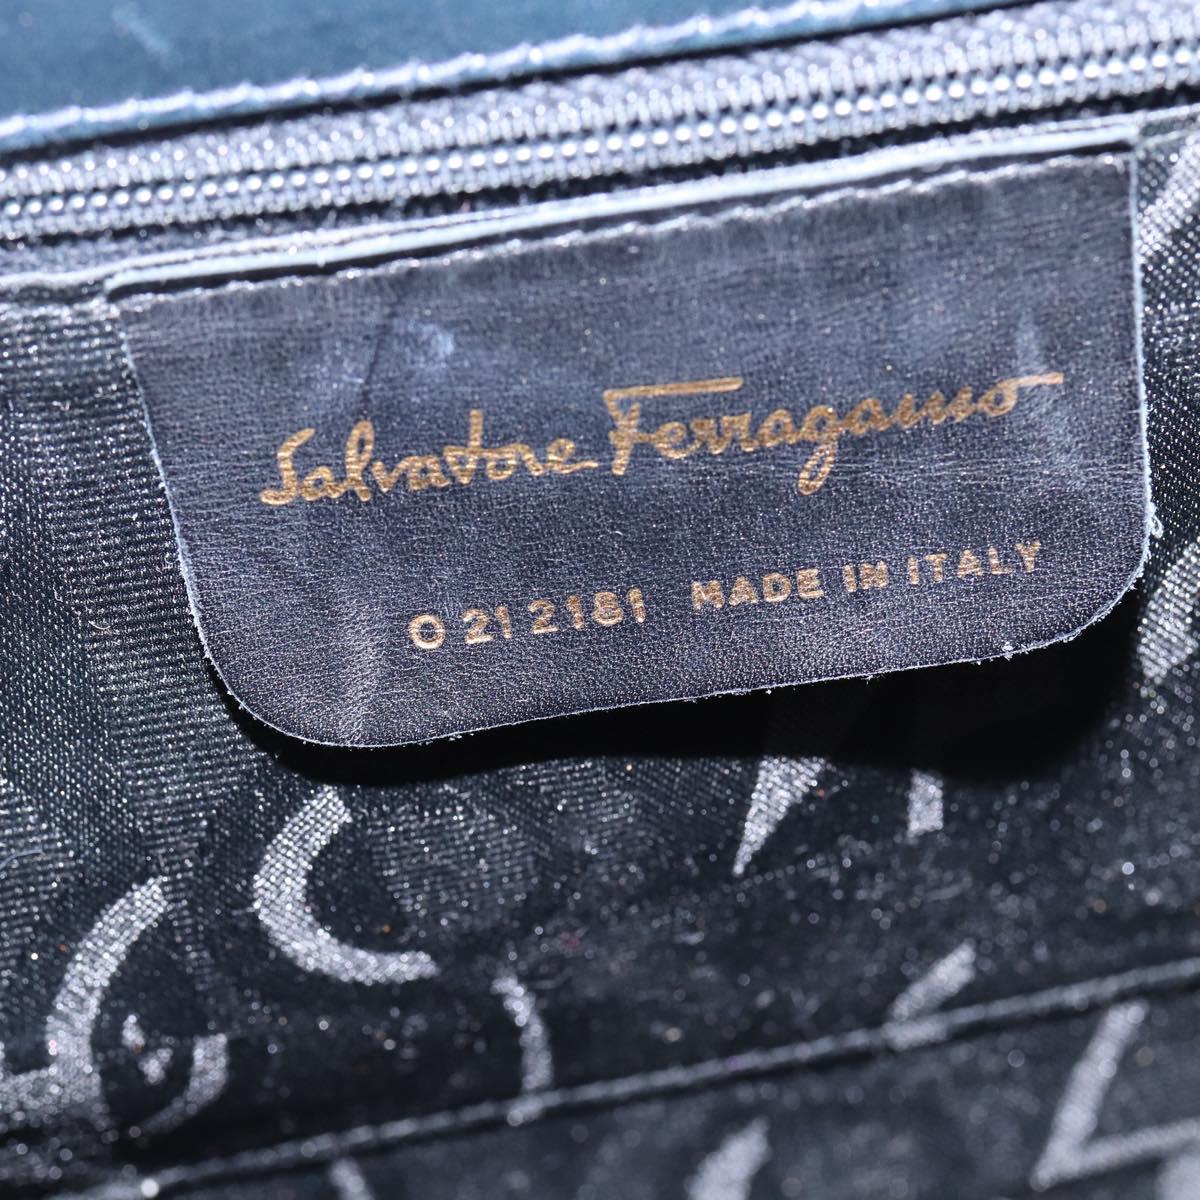 Salvatore Ferragamo
O 21 2181 MADE IN ITALY